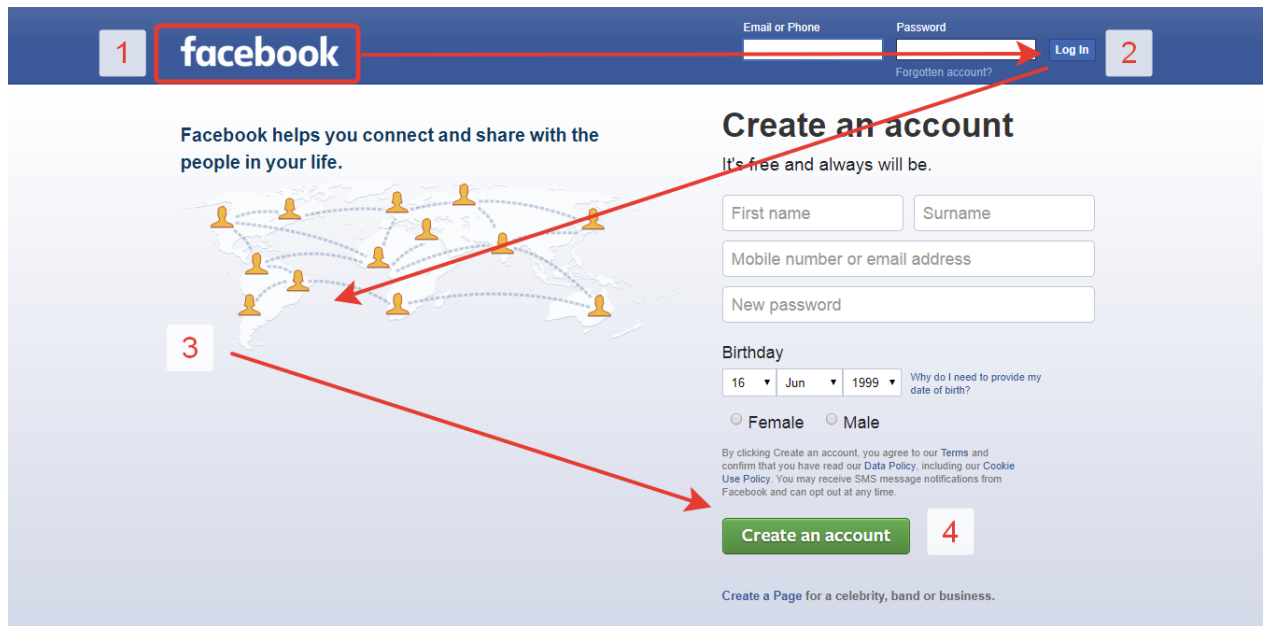 1
facebook
Email or Phone
Password
Log In
2
Forgotten account?
Facebook helps you connect and share with the
people in your life.
3
Create an account
It's free and always will be.
First name
Surname
Mobile number or email address
New password
Birthday
16 Jun 1999
Why do I need to provide my
date of birth?
Female Male
By clicking Create an account, you agree to our Terms and
confirm that you have read our Data Policy, including our Cookie
Use Policy. You may receive SMS message notifications from
Facebook and can opt out at any time.
Create an account
4
Create a Page for a celebrity, band or business.